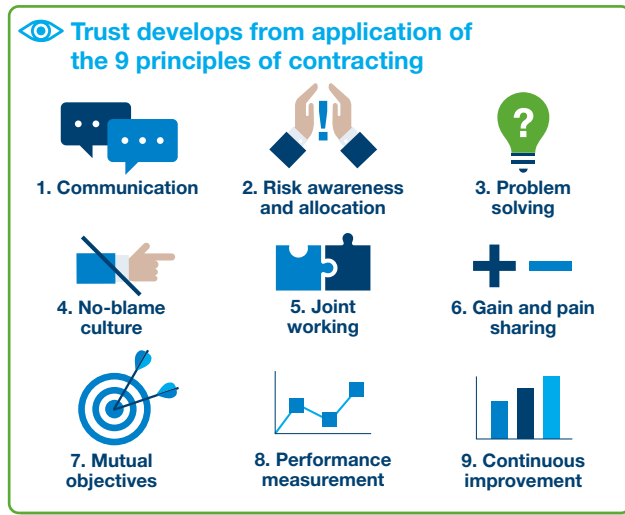 Trust develops from application of
the 9 principles of contracting
1. Communication
2. Risk awareness
and allocation
!
?
3. Problem
solving
4. No-blame
culture
5. Joint
working
6. Gain and pain
sharing
7. Mutual
objectives
8. Performance
measurement
9. Continuous
improvement